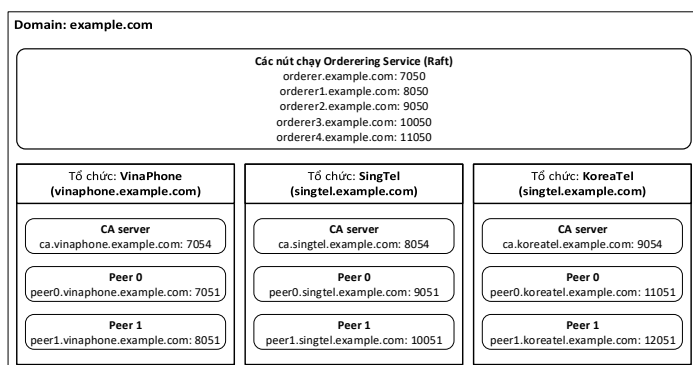 Domain: example.com
Các nút chạy Orderering Service (Raft)
orderer.example.com: 7050
orderer1.example.com: 8050
orderer2.example.com: 9050
orderer3.example.com: 10050
orderer4.example.com: 11050
Tổ chức: VinaPhone
(vinaphone.example.com)
CA server
ca.vinaphone.example.com: 7054
Peer 0
peer0.vinaphone.example.com: 7051
Peer 1
peer1.vinaphone.example.com: 8051
Tổ chức: SingTel
(singtel.example.com)
CA server
ca.singtel.example.com: 8054
Peer 0
peer0.singtel.example.com: 9051
Peer 1
peer1.singtel.example.com: 10051
Tổ chức: KoreaTel
(singtel.example.com)
CA server
ca.koreatel.example.com: 9054
Peer 0
peer0.koreatel.example.com: 11051
Peer 1
peer1.koreatel.example.com: 12051